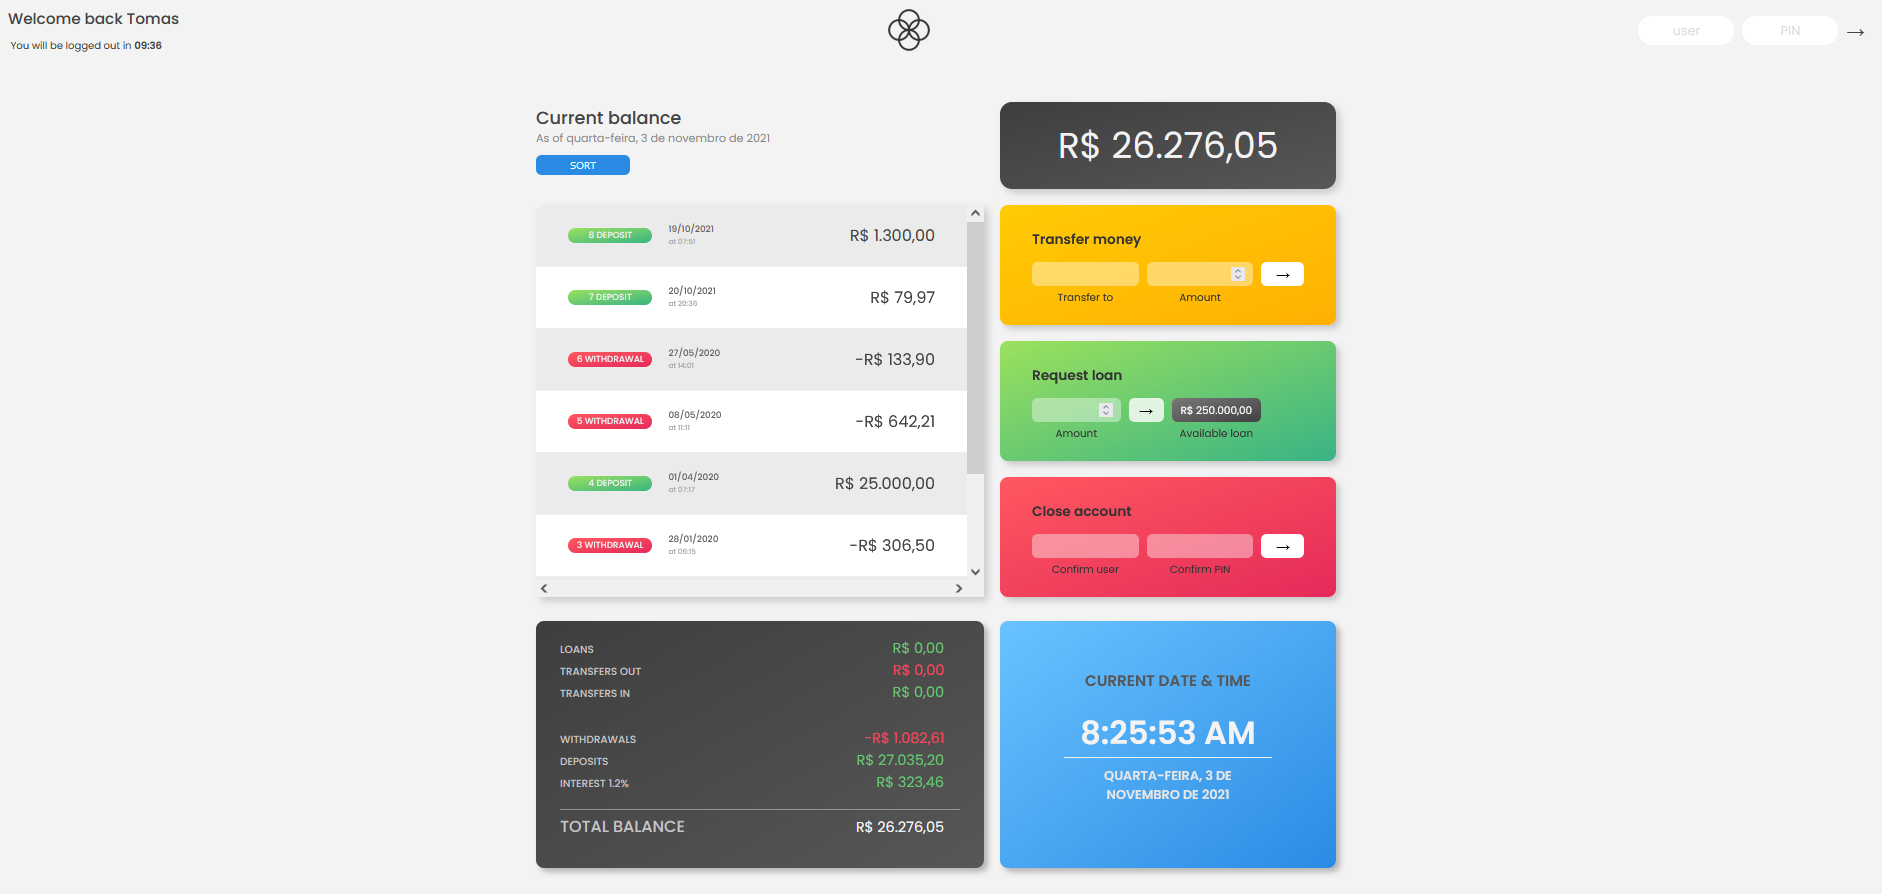 Welcome back Tomas
You will be logged out in 09:36
user
PIN
→
Current balance
As of quarta-feira, 3 de novembro de 2021
SORT
R$ 26.276,05
8 DEPOSIT 19/10/2021 R$ 1.300,00
at 07:51
7 DEPOSIT 20/10/2021 R$ 79,97
at 20:36
6 WITHDRAWAL 27/05/2020 -R$ 133,90
at 14:01
5 WITHDRAWAL 08/05/2020 -R$ 642,21
at 11:11
4 DEPOSIT 01/04/2020 R$ 25.000,00
at 07:17
3 WITHDRAWAL 28/01/2020 -R$ 306,50
at 06:15
Transfer money
→
Transfer to Amount
Request loan
→ R$ 250.000,00
Amount Available loan
Close account
→
Confirm user Confirm PIN
LOANS R$ 0,00
TRANSFERS OUT R$ 0,00
TRANSFERS IN R$ 0,00
WITHDRAWALS -R$ 1.082,61
DEPOSITS R$ 27.035,20
INTEREST 1.2% R$ 323,46
TOTAL BALANCE R$ 26.276,05
CURRENT DATE & TIME
8:25:53 AM
QUARTA-FEIRA, 3 DE
NOVEMBRO DE 2021